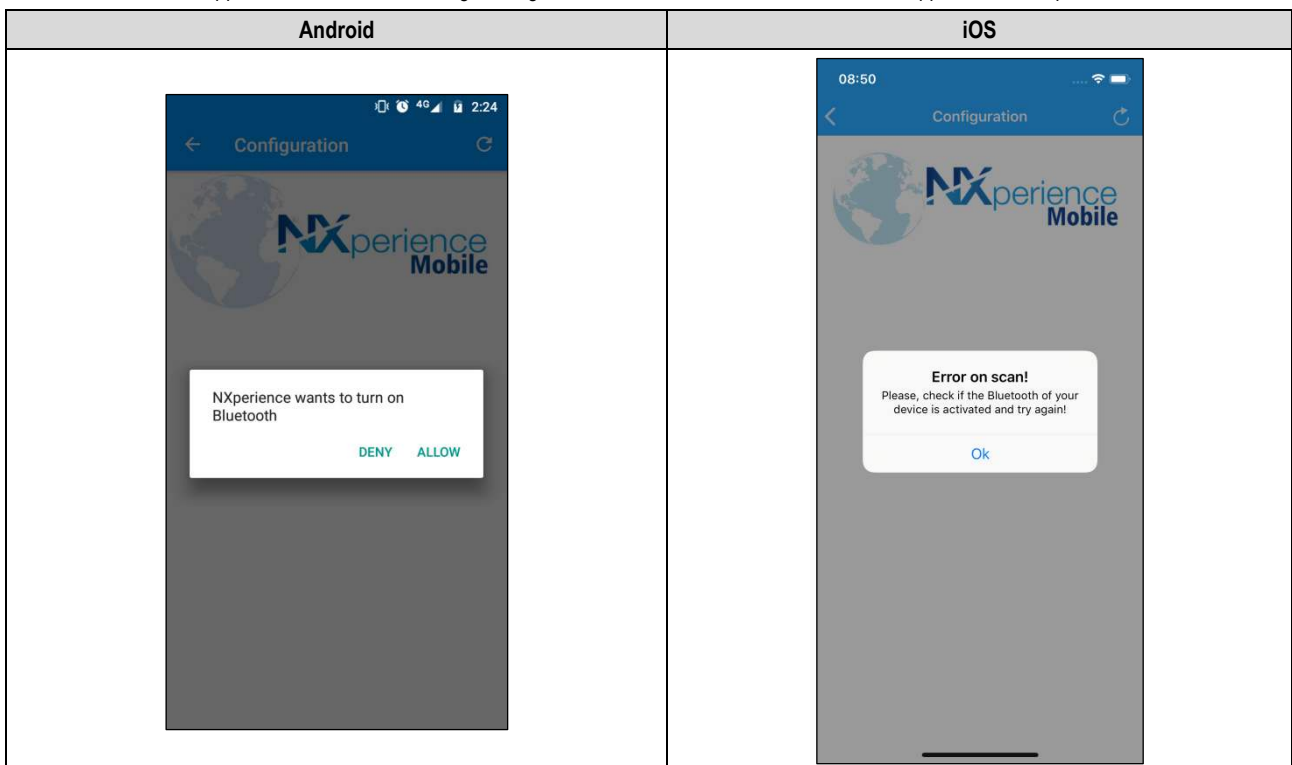 Android
iOS
2:24
4G
Configuration
NXperience
Mobile
NXperience wants to turn on
Bluetooth
DENY ALLOW
08:50
Configuration
NXperience
Mobile
Error on scan!
Please, check if the Bluetooth of your
device is activated and try again!
Ok